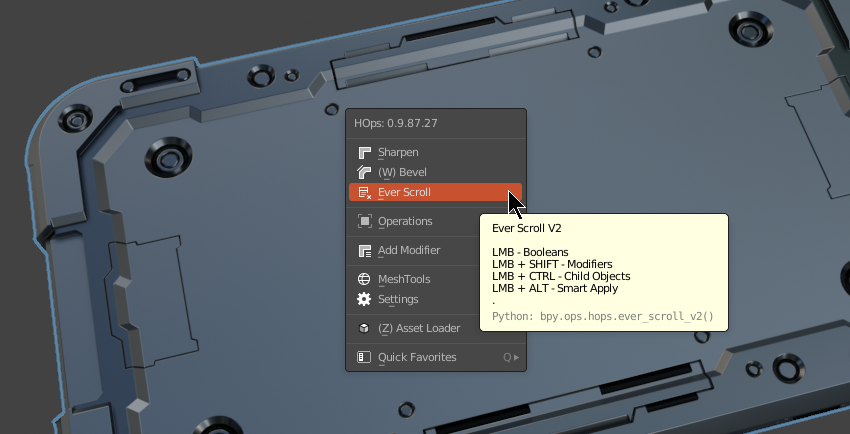 HOps: 0.9.87.27
Sharpen
(W) Bevel
Ever Scroll
Operations
Add Modifier
MeshTools
Settings
(Z) Asset Loader
Quick Favorites Q
Ever Scroll V2
LMB - Booleans
LMB + SHIFT - Modifiers
LMB + CTRL - Child Objects
LMB + ALT - Smart Apply
.
Python: bpy.ops.hops.ever_scroll_v2()